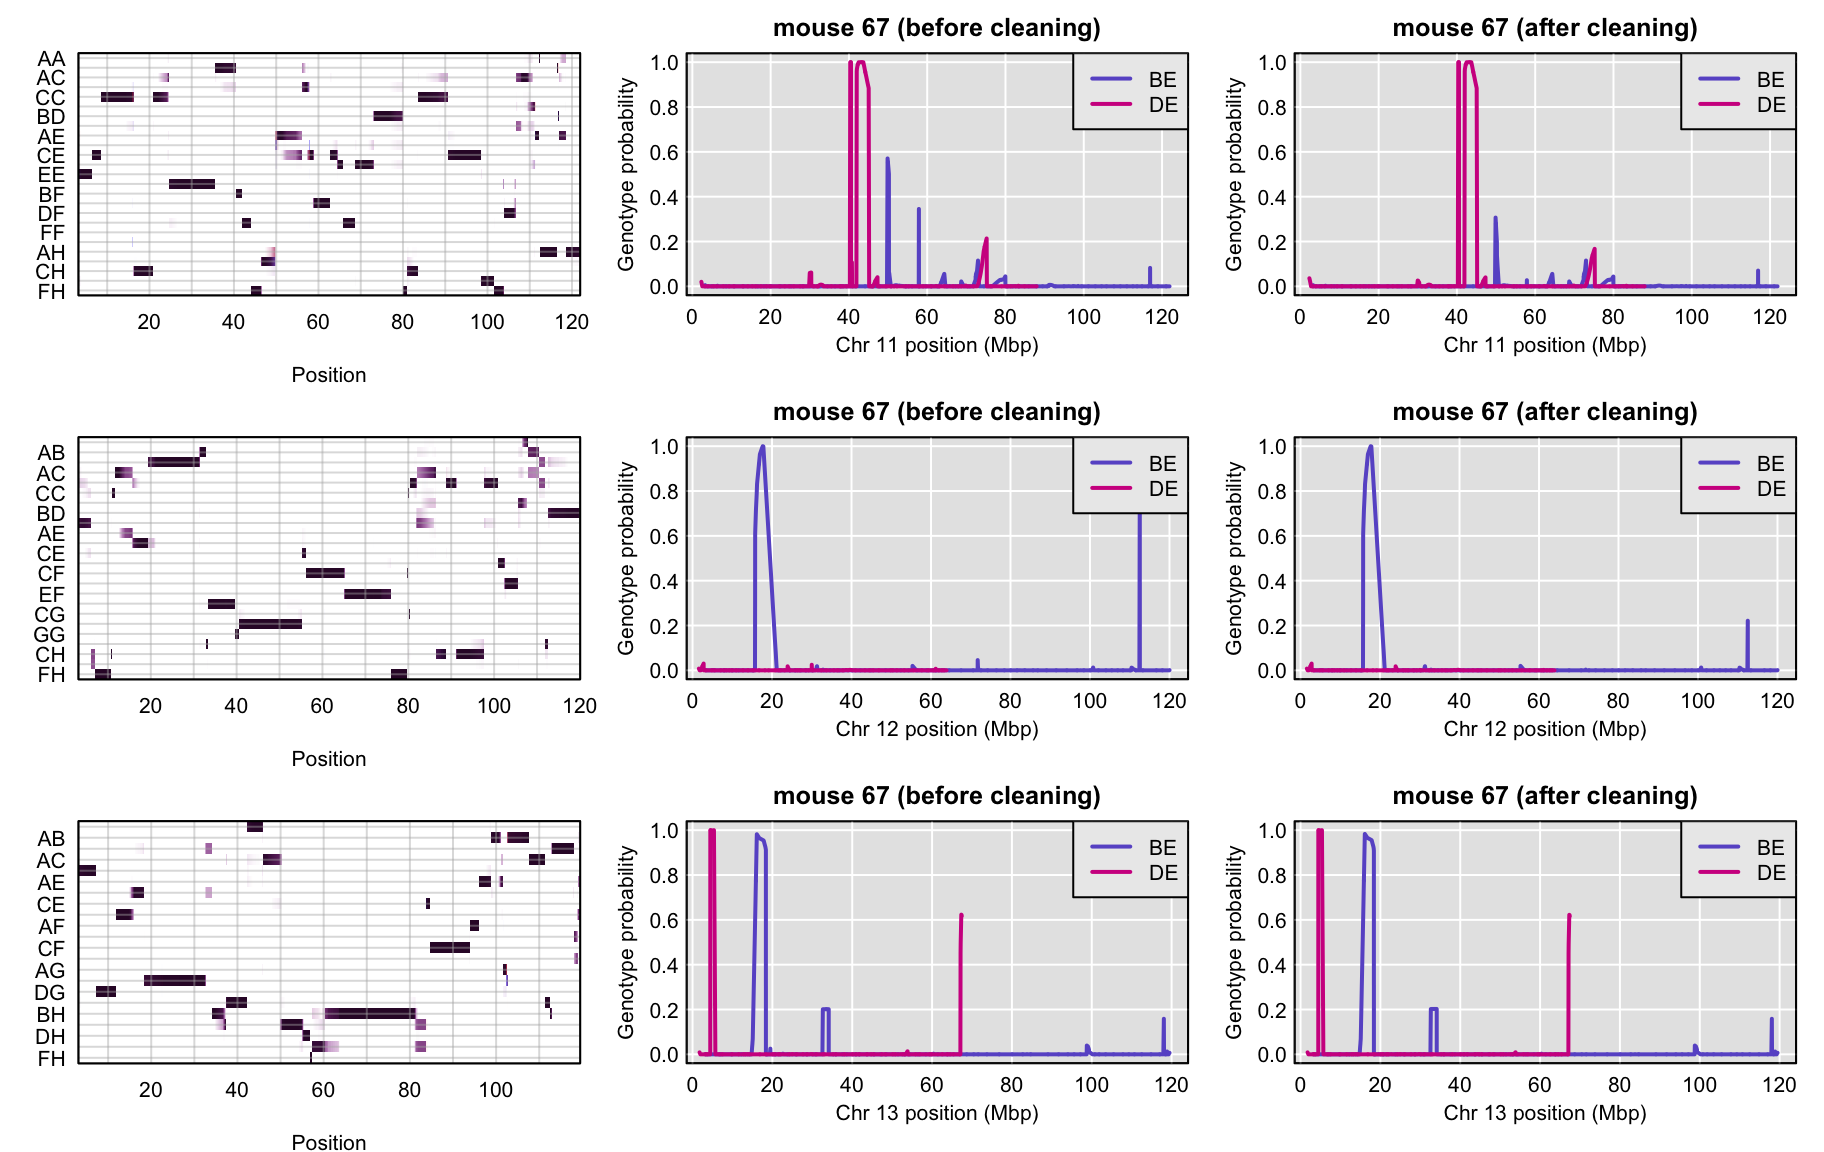 AA
AC
CC
BD
AE
CE
EE
BF
DF
FF
AH
CH
FH
20 40 60 80 100 120
Position
mouse 67 (before cleaning)
Genotype probability
1.0
0.8
0.6
0.4
0.2
0.0
BE
DE
0 20 40 60 80 100 120
Chr 11 position (Mbp)
mouse 67 (after cleaning)
Genotype probability
1.0
0.8
0.6
0.4
0.2
0.0
BE
DE
0 20 40 60 80 100 120
Chr 11 position (Mbp)
AB
AC
CC
BD
AE
CE
CF
EF
CG
GG
CH
FH
20 40 60 80 100 120
Position
mouse 67 (before cleaning)
Genotype probability
1.0
0.8
0.6
0.4
0.2
0.0
BE
DE
0 20 40 60 80 100 120
Chr 12 position (Mbp)
mouse 67 (after cleaning)
Genotype probability
1.0
0.8
0.6
0.4
0.2
0.0
BE
DE
0 20 40 60 80 100 120
Chr 12 position (Mbp)
AB
AC
AE
CE
AF
CF
AG
DG
BH
DH
FH
20 40 60 80 100
Position
mouse 67 (before cleaning)
Genotype probability
1.0
0.8
0.6
0.4
0.2
0.0
BE
DE
0 20 40 60 80 100 120
Chr 13 position (Mbp)
mouse 67 (after cleaning)
Genotype probability
1.0
0.8
0.6
0.4
0.2
0.0
BE
DE
0 20 40 60 80 100 120
Chr 13 position (Mbp)